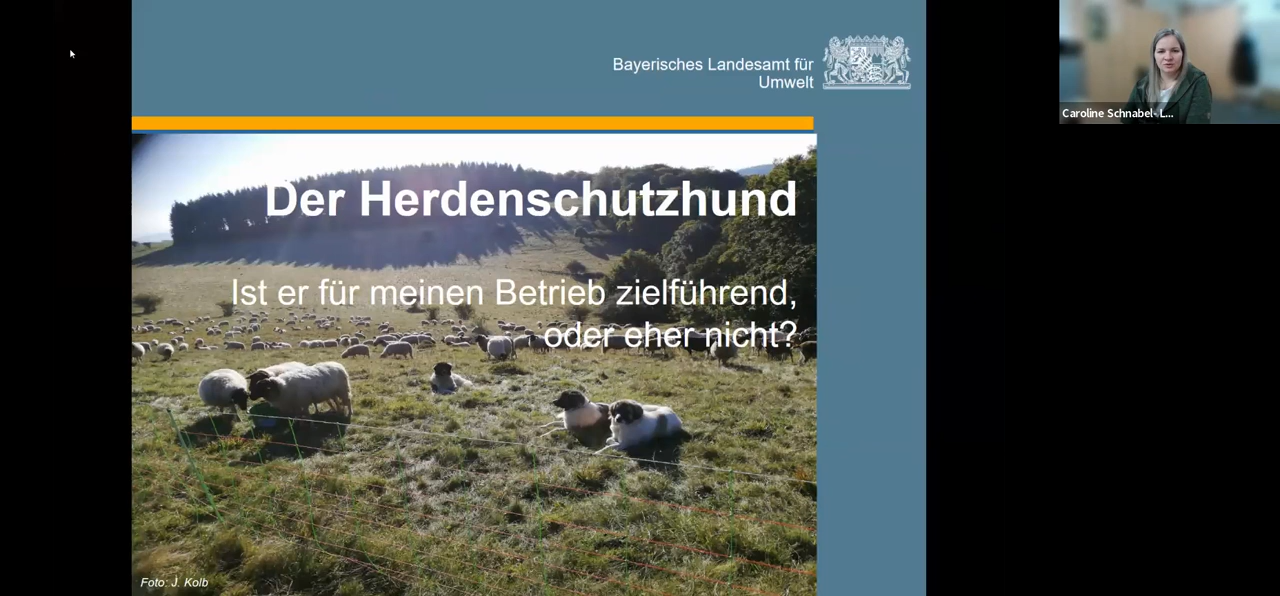 Bayerisches Landesamt für
Umwelt
Caroline Schnabel- L...
Der Herdenschutzhund
Ist er für meinen Betrieb zielführend,
oder eher nicht?
Foto: J. Kolb